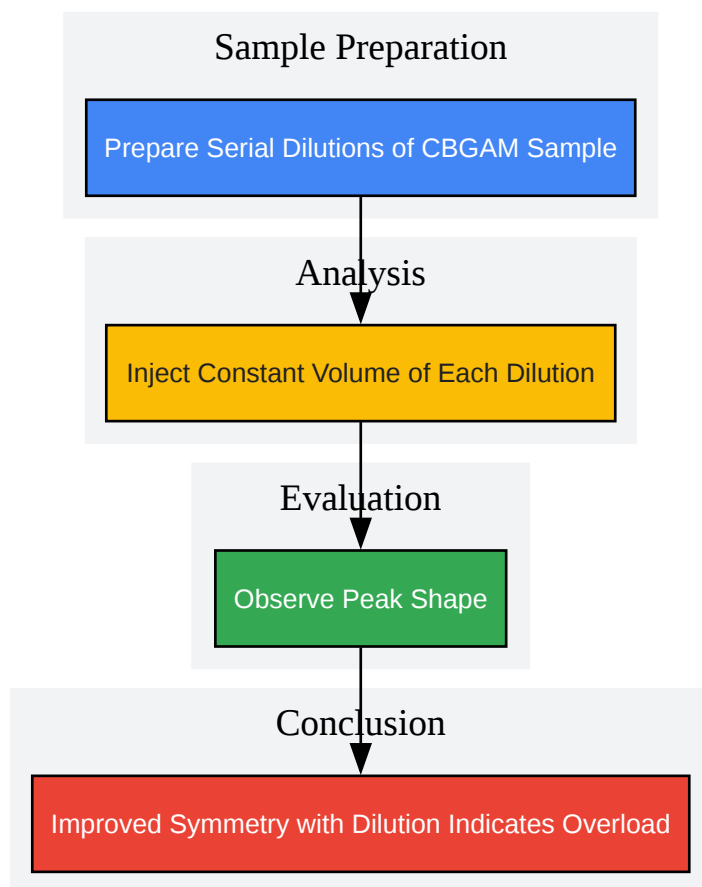 Sample Preparation
Prepare Serial Dilutions of CBGAM Sample
Analysis
Inject Constant Volume of Each Dilution
Evaluation
Observe Peak Shape
Conclusion
Improved Symmetry with Dilution Indicates Overload